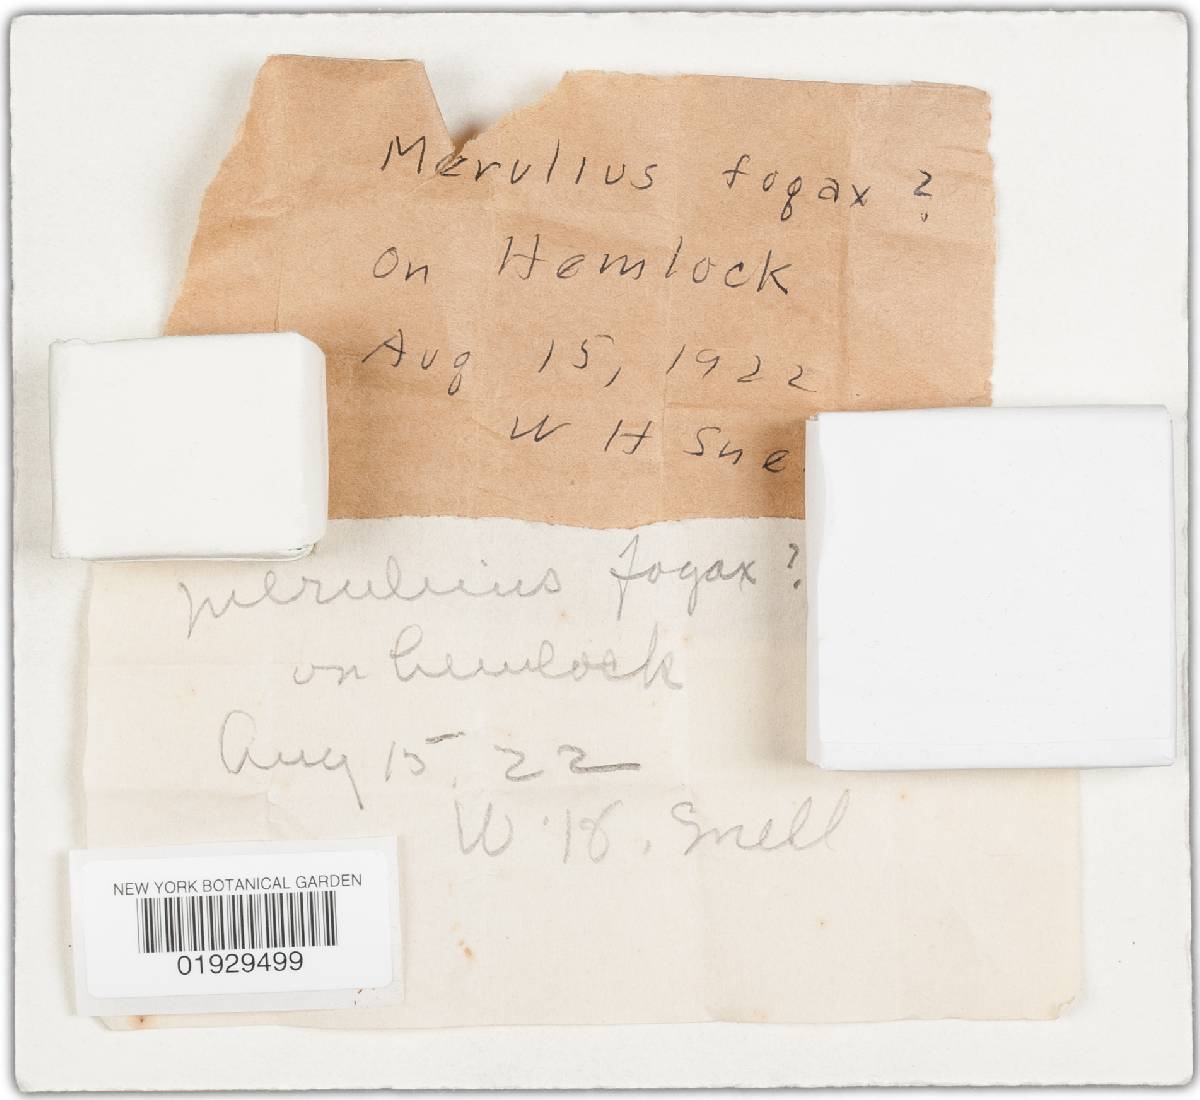 Merulius fogax?
on Hemlock
Aug 15, 1922
W H Sne
Merulius fogax?
on hemlock
Aug 15, 22
W. H. Snell
NEW YORK BOTANICAL GARDEN
01929499